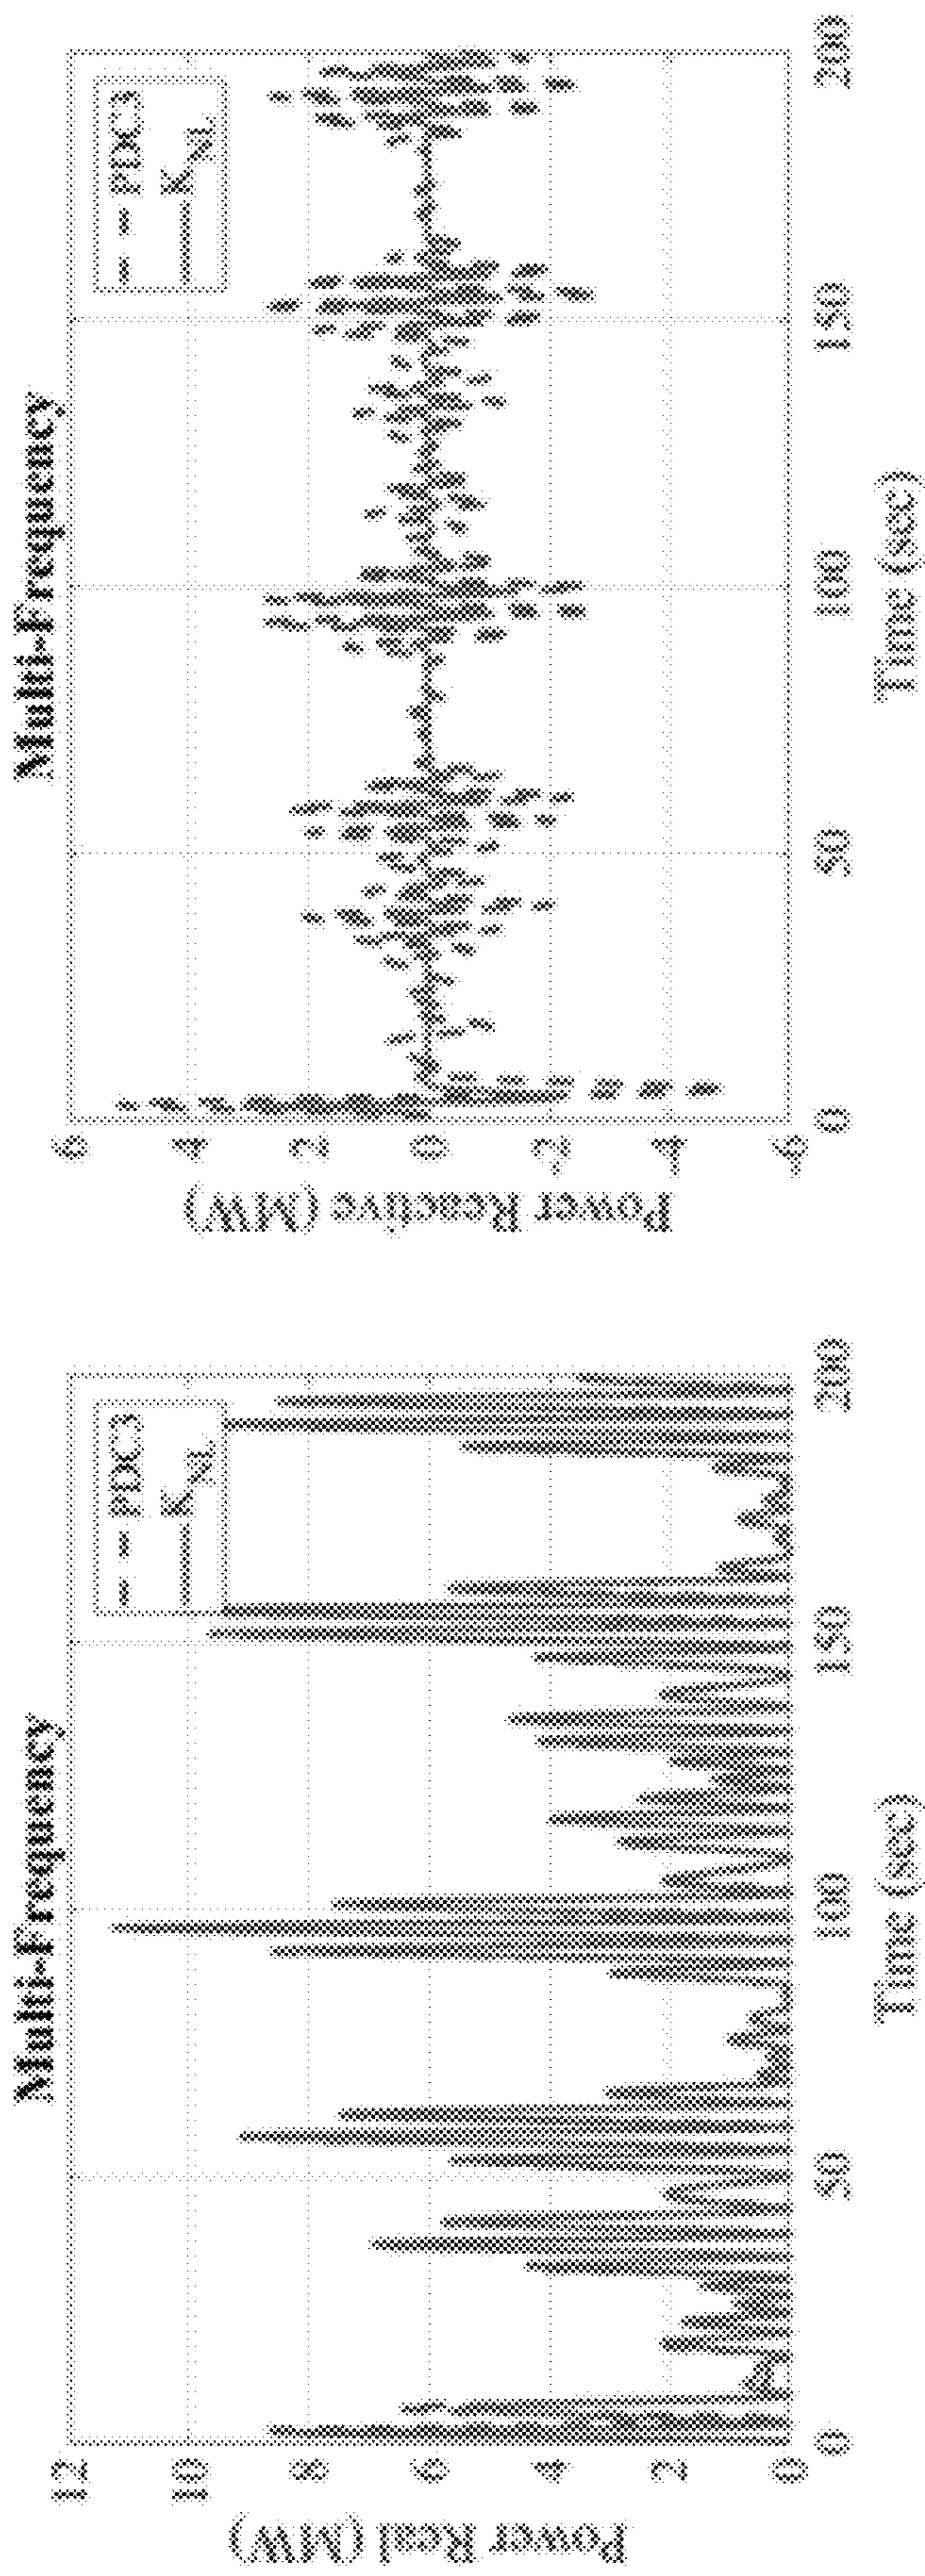 Multi-Frequency
PDC3
K_NL
Power Real (MW)
12
10
8
6
4
2
0
0
50
100
150
200
Time (sec)
Multi-Frequency
PDC3
K_NL
Power Reactive (MW)
6
4
2
0
-2
-4
-6
0
50
100
150
200
Time (sec)